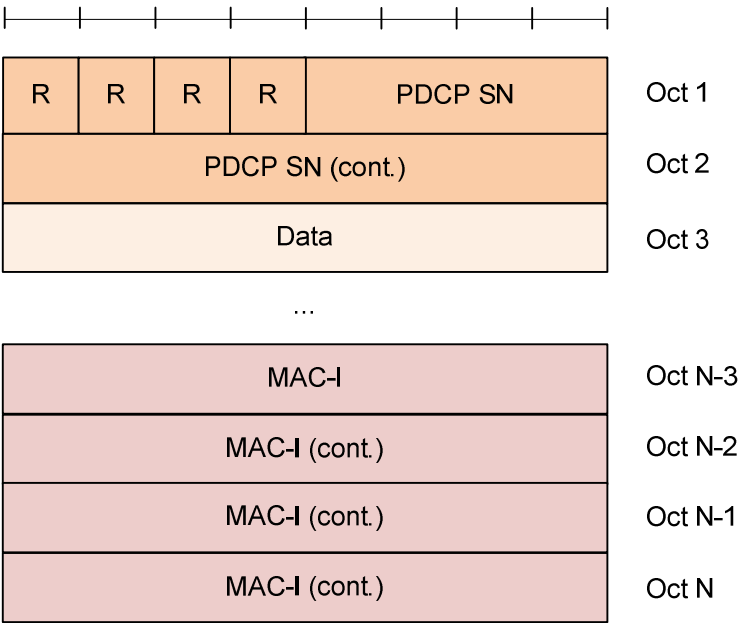 R R R R PDCP SN Oct 1
PDCP SN (cont.) Oct 2
Data Oct 3
...
MAC-I Oct N-3
MAC-I (cont.) Oct N-2
MAC-I (cont.) Oct N-1
MAC-I (cont.) Oct N